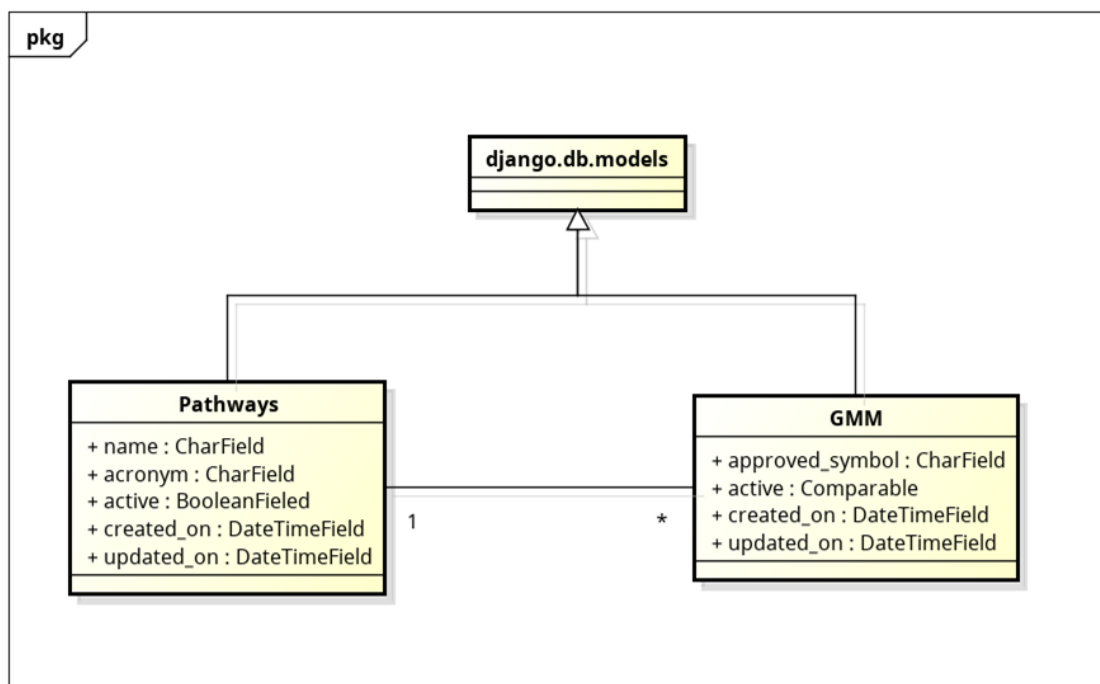 pkg
django.db.models
Pathways
+ name : CharField
+ acronym : CharField
+ active : BooleanFieled
+ created_on : DateTimeField
+ updated_on : DateTimeField
1
*
GMM
+ approved_symbol : CharField
+ active : Comparable
+ created_on : DateTimeField
+ updated_on : DateTimeField